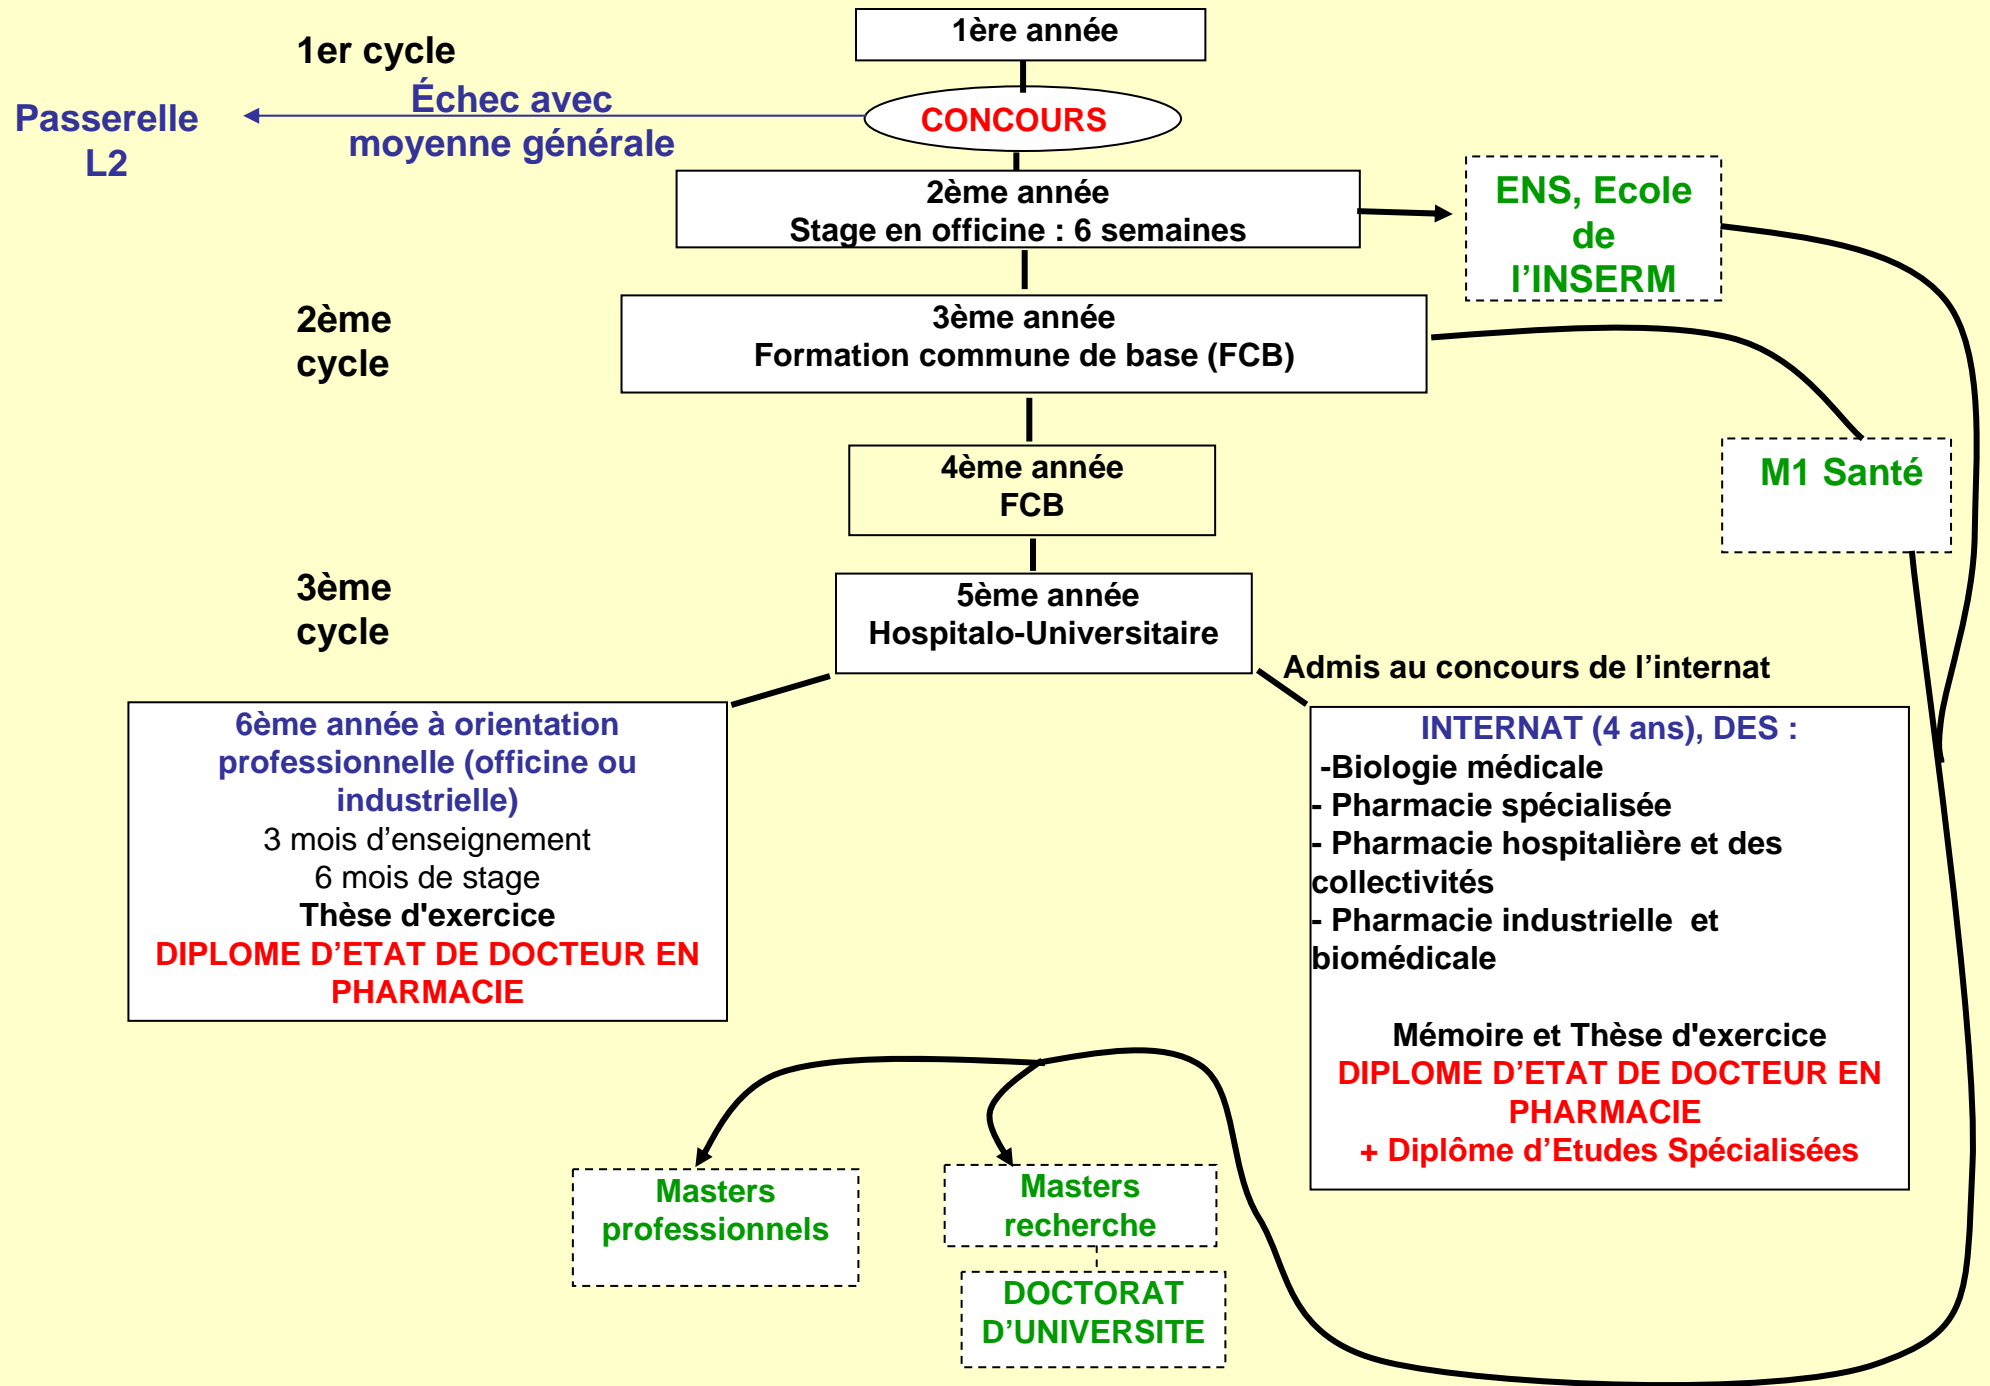 1ère année
1er cycle
Échec avec
moyenne générale
Passerelle
L2
CONCOURS
2ème année
Stage en officine : 6 semaines
ENS, Ecole
de
l’INSERM
2ème
cycle
3ème année
Formation commune de base (FCB)
4ème année
FCB
M1 Santé
3ème
cycle
5ème année
Hospitalo-Universitaire
Admis au concours de l’internat
6ème année à orientation
professionnelle (officine ou
industrielle)
3 mois d’enseignement
6 mois de stage
Thèse d'exercice
DIPLOME D’ETAT DE DOCTEUR EN
PHARMACIE
INTERNAT (4 ans), DES :
-Biologie médicale
- Pharmacie spécialisée
- Pharmacie hospitalière et des
collectivités
- Pharmacie industrielle et
biomédicale
Mémoire et Thèse d'exercice
DIPLOME D’ETAT DE DOCTEUR EN
PHARMACIE
+ Diplôme d’Etudes Spécialisées
Masters
professionnels
Masters
recherche
DOCTORAT
D’UNIVERSITE